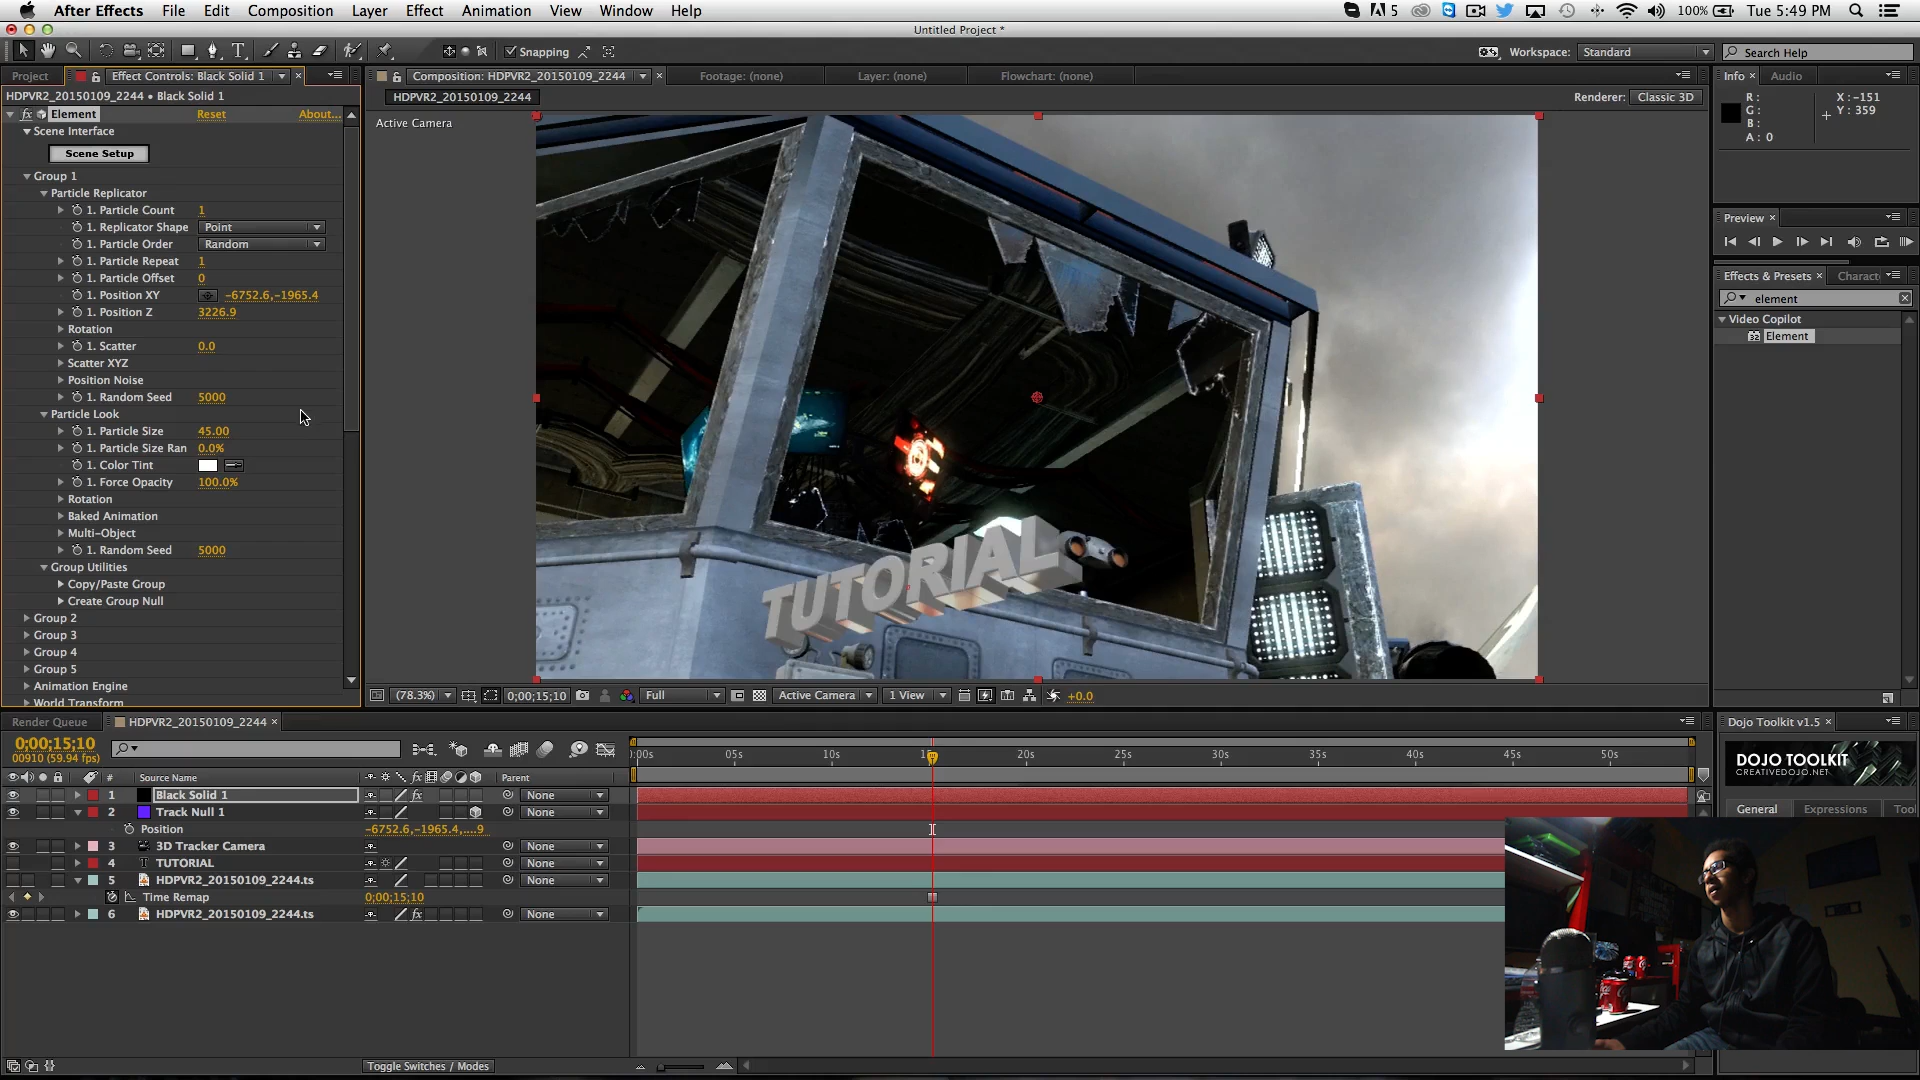 After Effects File Edit Composition Layer Effect Animation View Window Help
5 100% Tue 5:49 PM
Untitled Project *
T Snapping Workspace: Standard Search Help
Project Effect Controls: Black Solid 1 Composition: HDPVR2_20150109_2244 Footage: (none) Layer: (none) Flowchart: (none) Info Audio
HDPVR2_20150109_2244 • Black Solid 1 HDPVR2_20150109_2244 Renderer: Classic 3D
R: X: -151
G: Y: 359
B:
A: 0
fx Element Reset About...
Active Camera
Scene Interface
Scene Setup
Group 1
Particle Replicator
1. Particle Count 1
1. Replicator Shape Point
1. Particle Order Random
1. Particle Repeat 1
1. Particle Offset 0
1. Position XY -6752.6,-1965.4
1. Position Z 3226.9
Rotation
1. Scatter 0.0
Scatter XYZ
Position Noise
1. Random Seed 5000
Particle Look
1. Particle Size 45.00
1. Particle Size Ran 0.0%
1. Color Tint
1. Force Opacity 100.0%
Rotation
Baked Animation
Multi-Object
1. Random Seed 5000
Group Utilities
Copy/Paste Group
Create Group Null
Group 2
Group 3
Group 4
Group 5
Animation Engine
World Transform
TUTORIAL
Preview
Effects & Presets Charact
element
Video Copilot
Element
(78.3%) 0;00;15;10 Full Active Camera 1 View +0.0
Render Queue HDPVR2_20150109_2244
0;00;15;10
00910 (59.94 fps)
:00s 05s 10s 15s 20s 25s 30s 35s 40s 45s 50s
# Source Name fx Parent
1 Black Solid 1 fx None
2 Track Null 1 None
Position -6752.6,-1965.4,....9
3 3D Tracker Camera None
4 T TUTORIAL None
5 HDPVR2_20150109_2244.ts None
Time Remap 0;00;15;10
6 HDPVR2_20150109_2244.ts fx None
Toggle Switches / Modes
Dojo Toolkit v1.5
DOJO TOOLKIT
CREATIVEDOJO.NET
General Expressions Tool